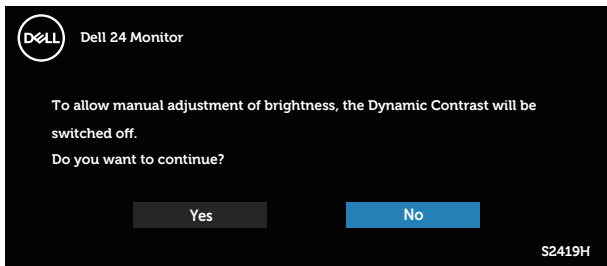 DELL
Dell 24 Monitor
To allow manual adjustment of brightness, the Dynamic Contrast will be
switched off.
Do you want to continue?
Yes No
S2419H